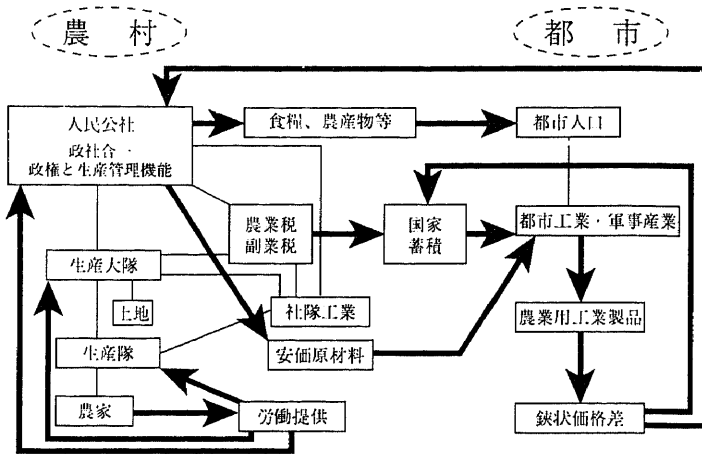 農村
都市
人民公社
政社合一
政権と生産管理機能
食糧、農産物等
都市人口
農業税
副業税
国家
蓄積
都市工業・軍事産業
生産大隊
土地
社隊工業
農業用工業製品
生産隊
安価原材料
農家
労働提供
鋏状価格差